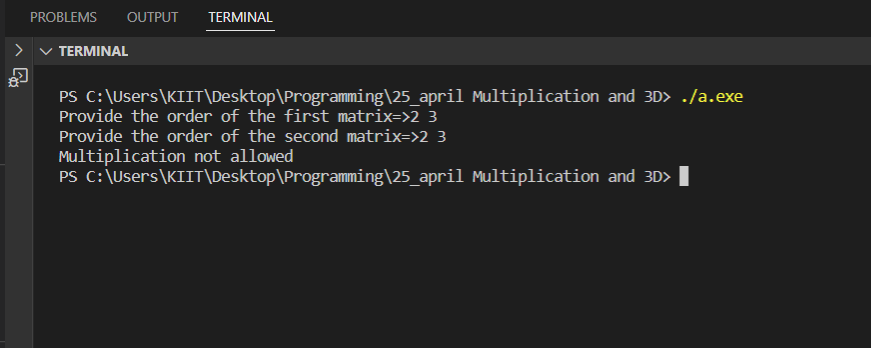 PROBLEMS OUTPUT TERMINAL
TERMINAL
PS C:\Users\KIIT\Desktop\Programming\25_april Multiplication and 3D> ./a.exe
Provide the order of the first matrix=>2 3
Provide the order of the second matrix=>2 3
Multiplication not allowed
PS C:\Users\KIIT\Desktop\Programming\25_april Multiplication and 3D>